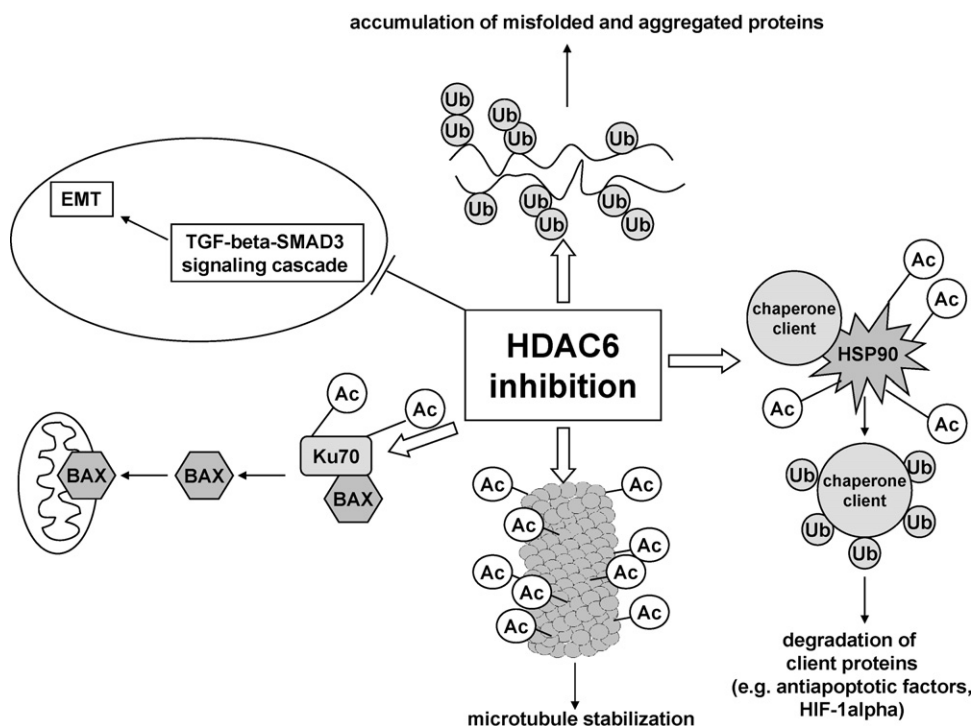 accumulation of misfolded and aggregated proteins
Ub
Ub
Ub
Ub
Ub
Ub
Ub
Ub
Ub
Ub
EMT
TGF-beta-SMAD3
signaling cascade
HDAC6
inhibition
Ac
Ac
chaperone
client
HSP90
Ac
Ac
Ac
Ac
Ku70
BAX
BAX
BAX
Ac
Ac
Ac
Ac
Ac
Ac
Ac
Ac
Ac
chaperone
client
Ub
Ub
Ub
Ub
Ub
degradation of
client proteins
(e.g. antiapoptotic factors,
HIF-1alpha)
microtubule stabilization